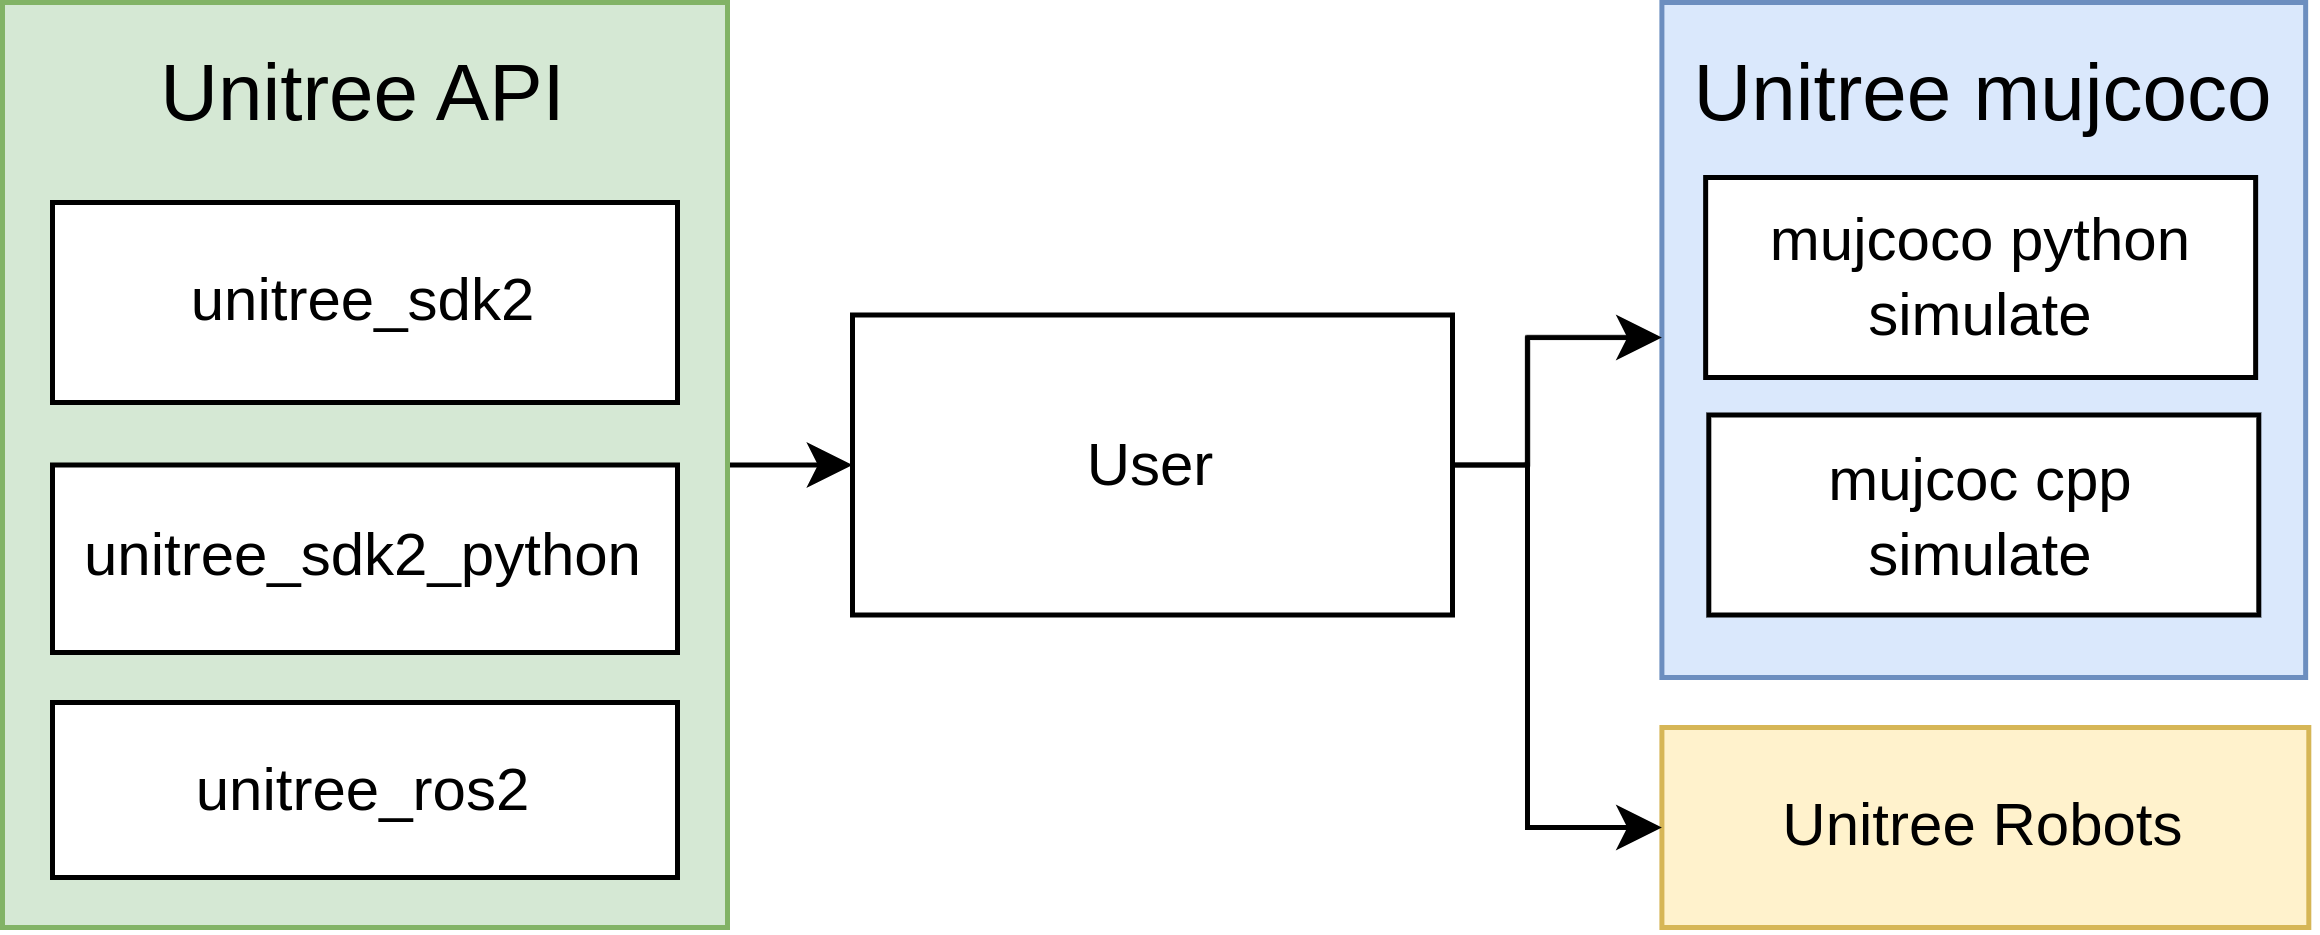 Unitree API
unitree_sdk2
unitree_sdk2_python
unitree_ros2
User
Unitree mujcoco
mujcoco python
simulate
mujcoc cpp
simulate
Unitree Robots